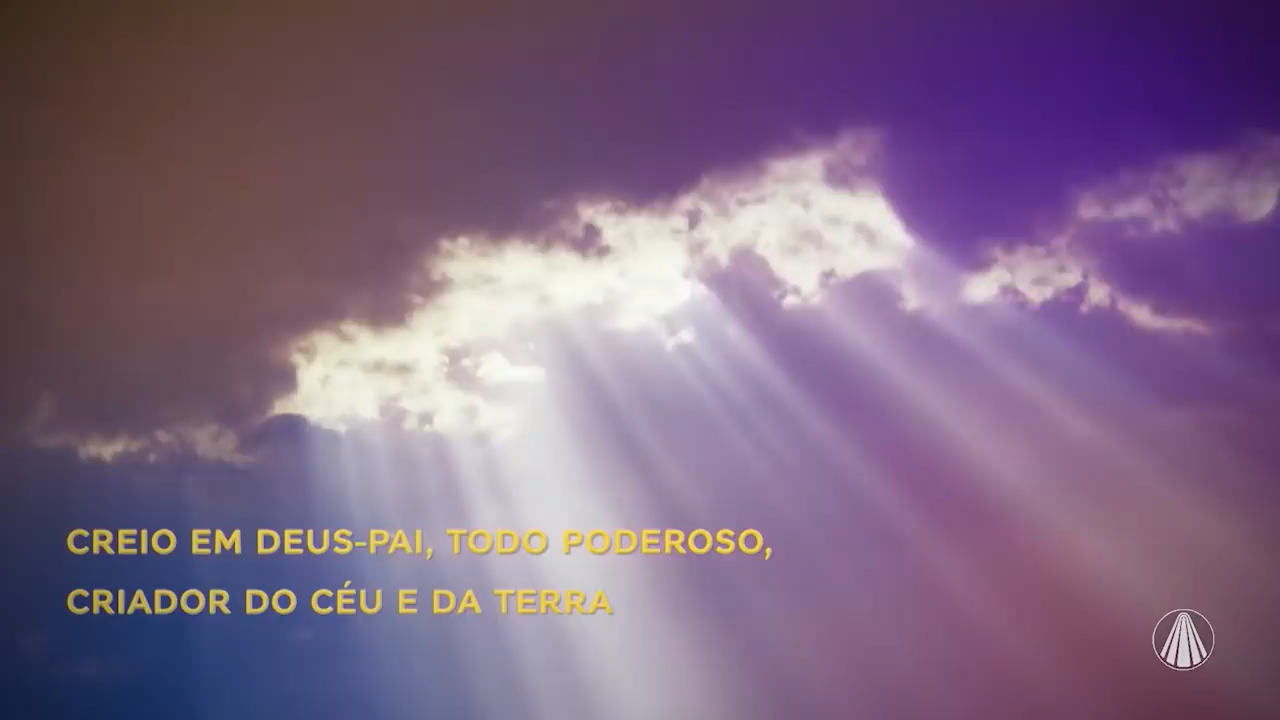 CREIO EM DEUS-PAI, TODO PODEROSO,
CRIADOR DO CÉU E DA TERRA